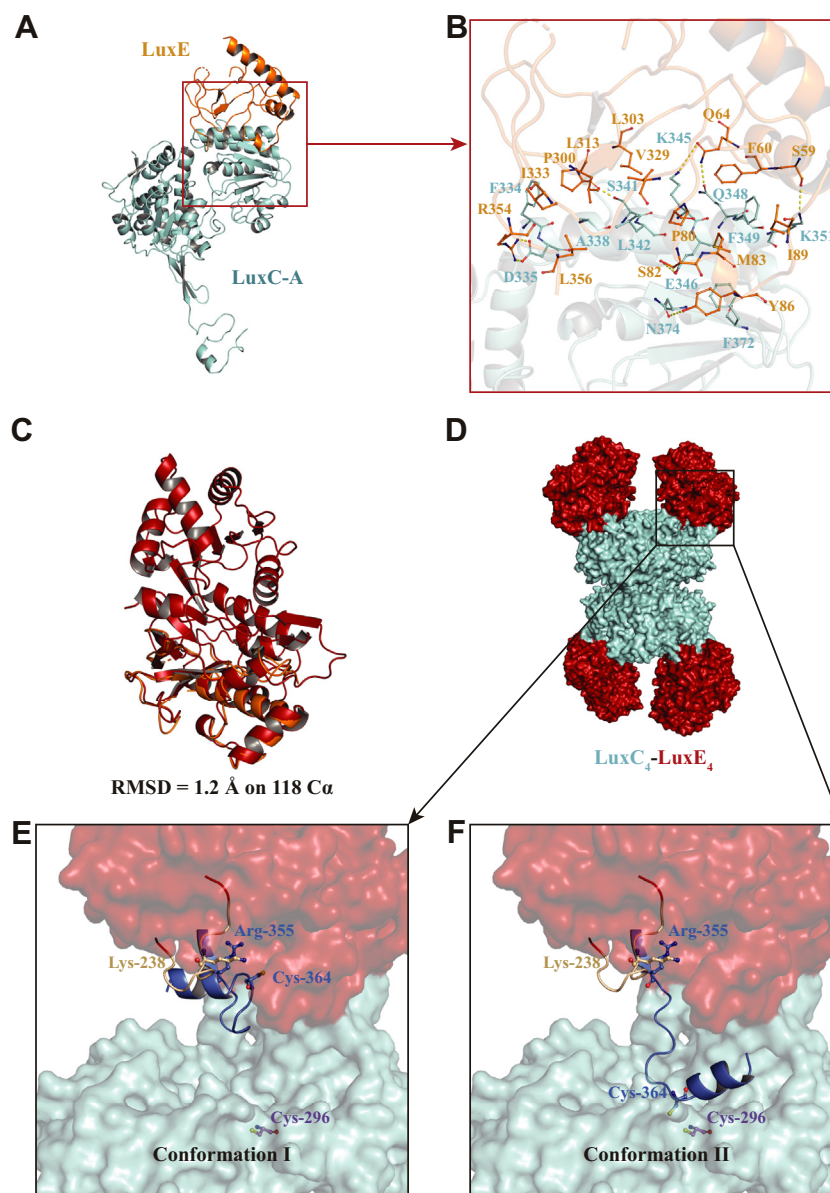 A
LuxE
LuxC-A
B
Q64
L303
K345
L313
V329
F60
S59
P300
I333
F334
S341
Q348
R354
A338
L342
P80
F349
K351
M83
I89
D335
L356
S82
E346
Y86
N374
F372
C
RMSD = 1.2 Å on 118 Cα
D
LuxC4-LuxE4
E
Arg-355
Lys-238
Cys-364
Cys-296
Conformation I
F
Arg-355
Lys-238
Cys-364
Cys-296
Conformation II